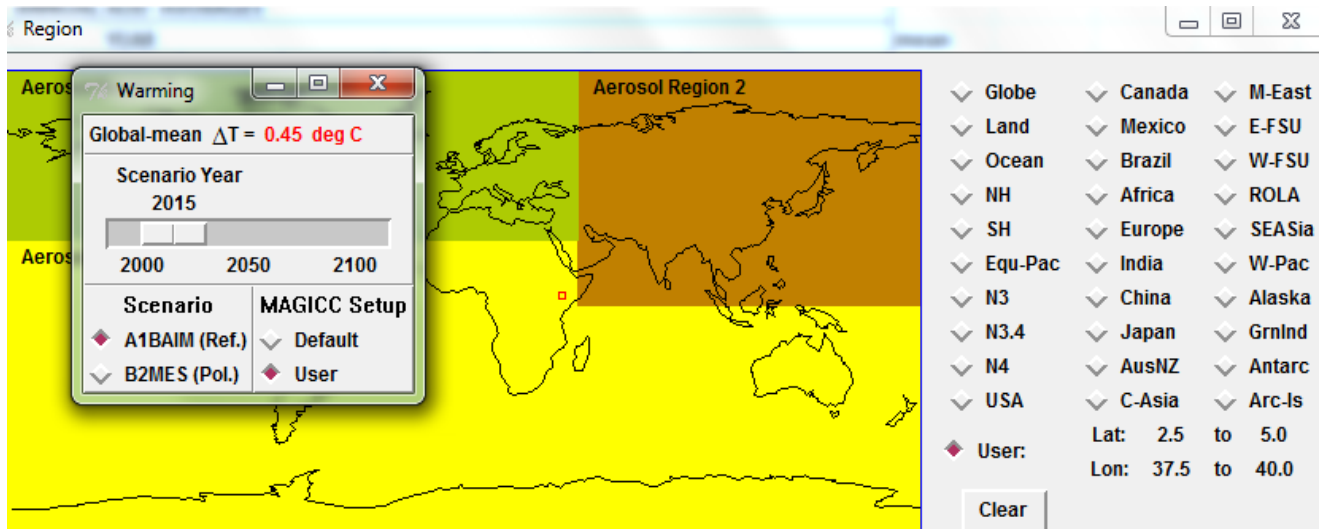 Region
Aeros
Aerosol Region 2
Aeros
Warming
Global-mean ΔT = 0.45 deg C
Scenario Year
2015
2000 2050 2100
Scenario MAGICC Setup
A1BAIM (Ref.) Default
B2MES (Pol.) User
Globe Canada M-East
Land Mexico E-FSU
Ocean Brazil W-FSU
NH Africa ROLA
SH Europe SEASia
Equ-Pac India W-Pac
N3 China Alaska
N3.4 Japan Grnlnd
N4 AusNZ Antarc
USA C-Asia Arc-Is
User: Lat: 2.5 to 5.0
Lon: 37.5 to 40.0
Clear